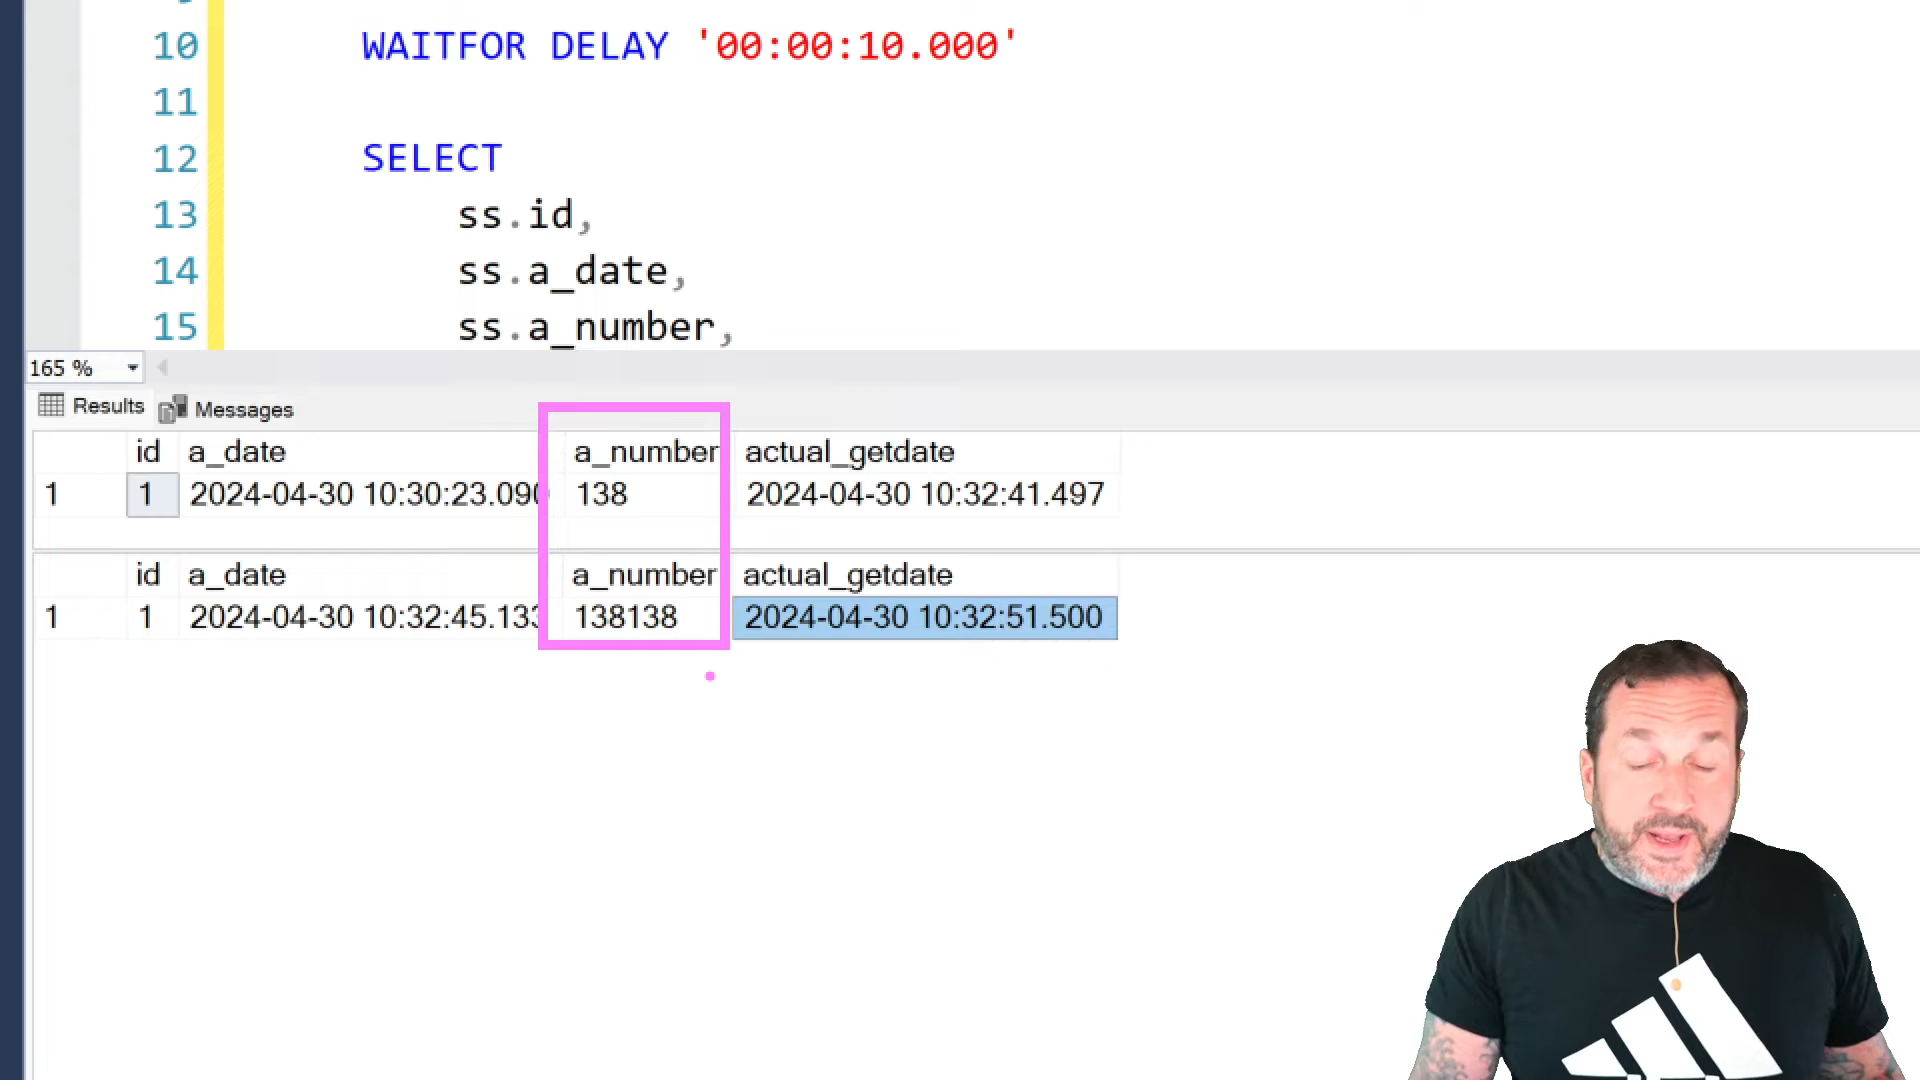 10 WAITFOR DELAY '00:00:10.000'
11
12 SELECT
13 ss.id,
14 ss.a_date,
15 ss.a_number,
165 %
Results Messages
id a_date a_number actual_getdate
1 1 2024-04-30 10:30:23.090 138 2024-04-30 10:32:41.497
id a_date a_number actual_getdate
1 1 2024-04-30 10:32:45.133 138138 2024-04-30 10:32:51.500